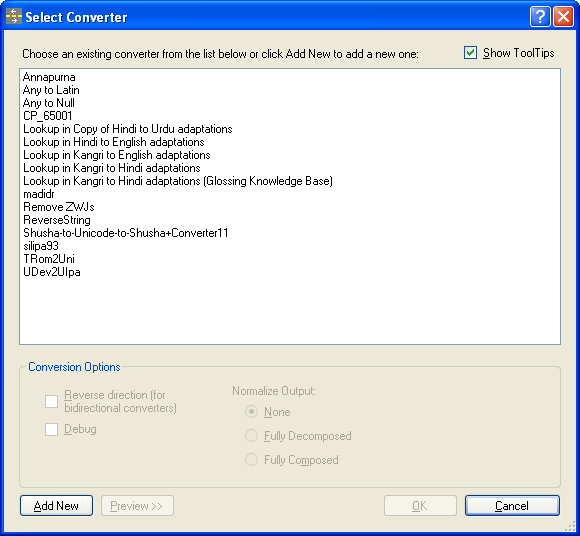 Select Converter
Choose an existing converter from the list below or click Add New to add a new one:
Show ToolTips
Annapurna
Any to Latin
Any to Null
CP_65001
Lookup in Copy of Hindi to Urdu adaptations
Lookup in Hindi to English adaptations
Lookup in Kangri to English adaptations
Lookup in Kangri to Hindi adaptations
Lookup in Kangri to Hindi adaptations (Glossing Knowledge Base)
madidr
Remove ZWJs
ReverseString
Shusha-to-Unicode-to-Shusha+Converter11
silipa93
TRom2Uni
UDev2UIpa
Conversion Options
Reverse direction (for
bidirectional converters)
Debug
Normalize Output:
None
Fully Decomposed
Fully Composed
Add New
Preview >>
OK
Cancel